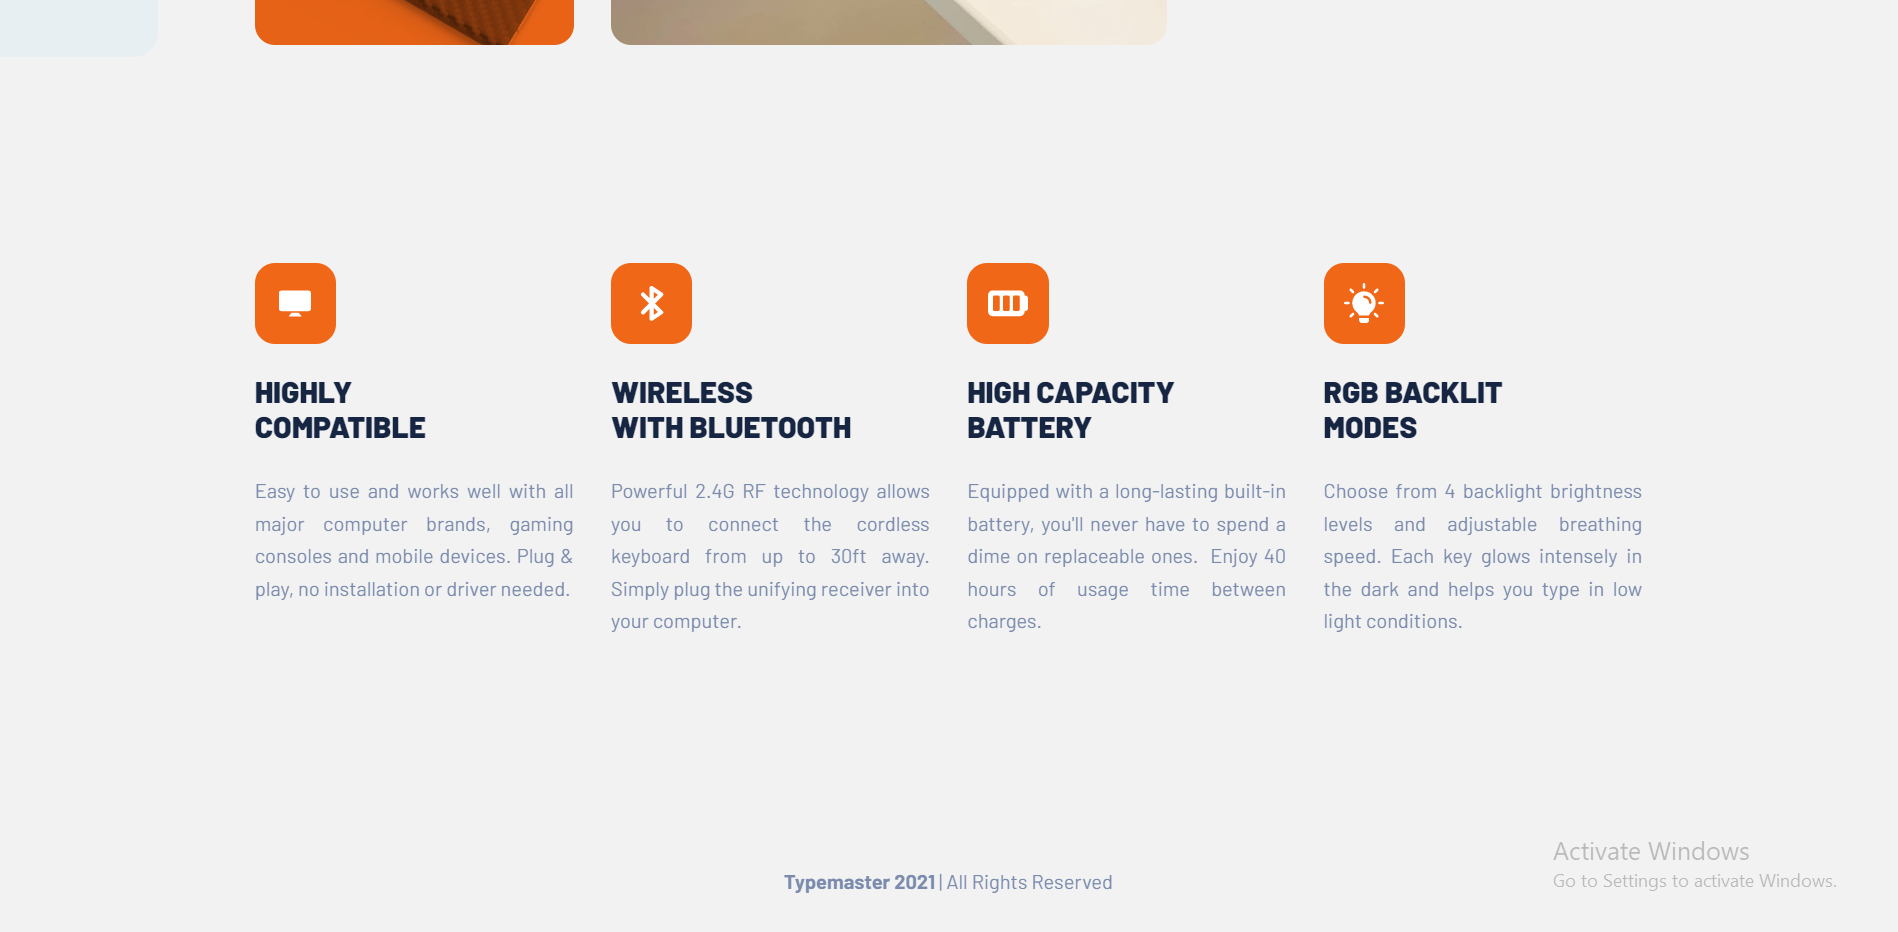 HIGHLY
COMPATIBLE
Easy to use and works well with all
major computer brands, gaming
consoles and mobile devices. Plug &
play, no installation or driver needed.
WIRELESS
WITH BLUETOOTH
Powerful 2.4G RF technology allows
you to connect the cordless
keyboard from up to 30ft away.
Simply plug the unifying receiver into
your computer.
HIGH CAPACITY
BATTERY
Equipped with a long-lasting built-in
battery, you'll never have to spend a
dime on replaceable ones. Enjoy 40
hours of usage time between
charges.
RGB BACKLIT
MODES
Choose from 4 backlight brightness
levels and adjustable breathing
speed. Each key glows intensely in
the dark and helps you type in low
light conditions.
Typemaster 2021 | All Rights Reserved
Activate Windows
Go to Settings to activate Windows.